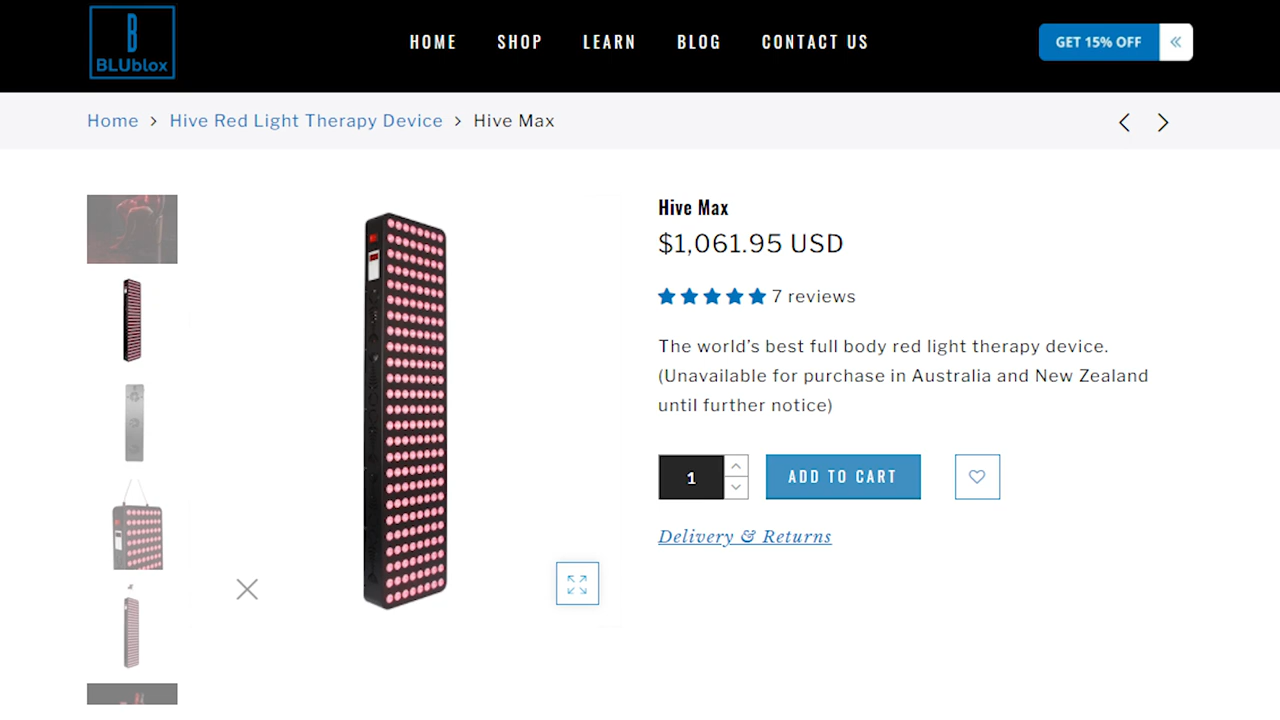 BLUblox
HOME SHOP LEARN BLOG CONTACT US
GET 15% OFF
Home > Hive Red Light Therapy Device > Hive Max
Hive Max
$1,061.95 USD
7 reviews
The world’s best full body red light therapy device.
(Unavailable for purchase in Australia and New Zealand
until further notice)
1
ADD TO CART
Delivery & Returns